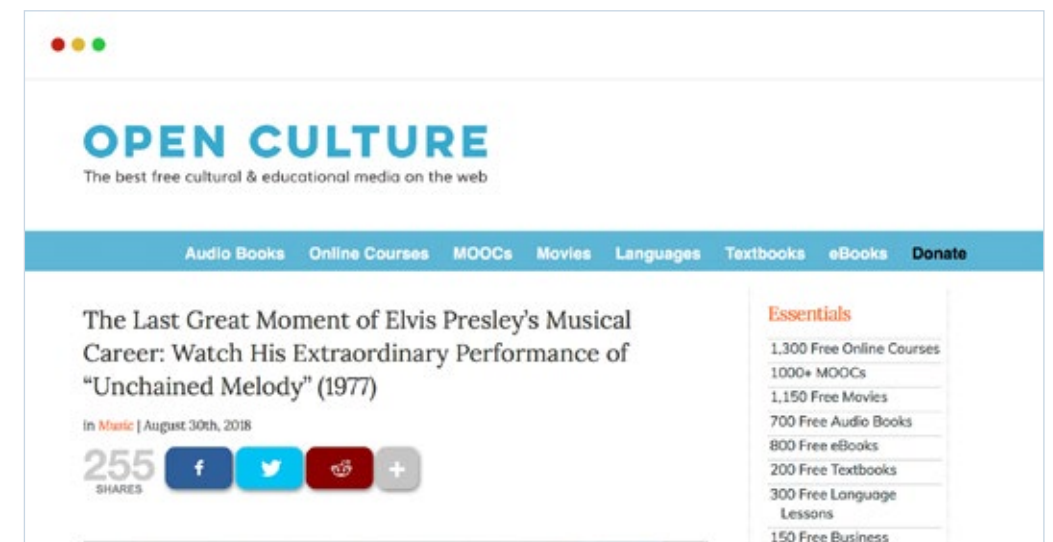 OPEN CULTURE
The best free cultural & educational media on the web
Audio Books Online Courses MOOCs Movies Languages Textbooks eBooks Donate
The Last Great Moment of Elvis Presley's Musical
Career: Watch His Extraordinary Performance of
“Unchained Melody” (1977)
in Music | August 30th, 2018
255
SHARES
f
+
Essentials
1,300 Free Online Courses
1000+ MOOCs
1,150 Free Movies
700 Free Audio Books
800 Free eBooks
200 Free Textbooks
300 Free Language
Lessons
150 Free Business